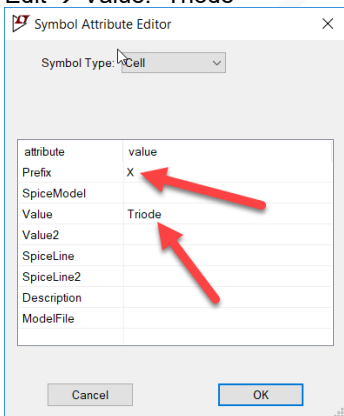 Edit → Value: "Triode"
Symbol Attribute Editor
Symbol Type: Cell
attribute value
Prefix X
SpiceModel
Value Triode
Value2
SpiceLine
SpiceLine2
Description
ModelFile
Cancel OK